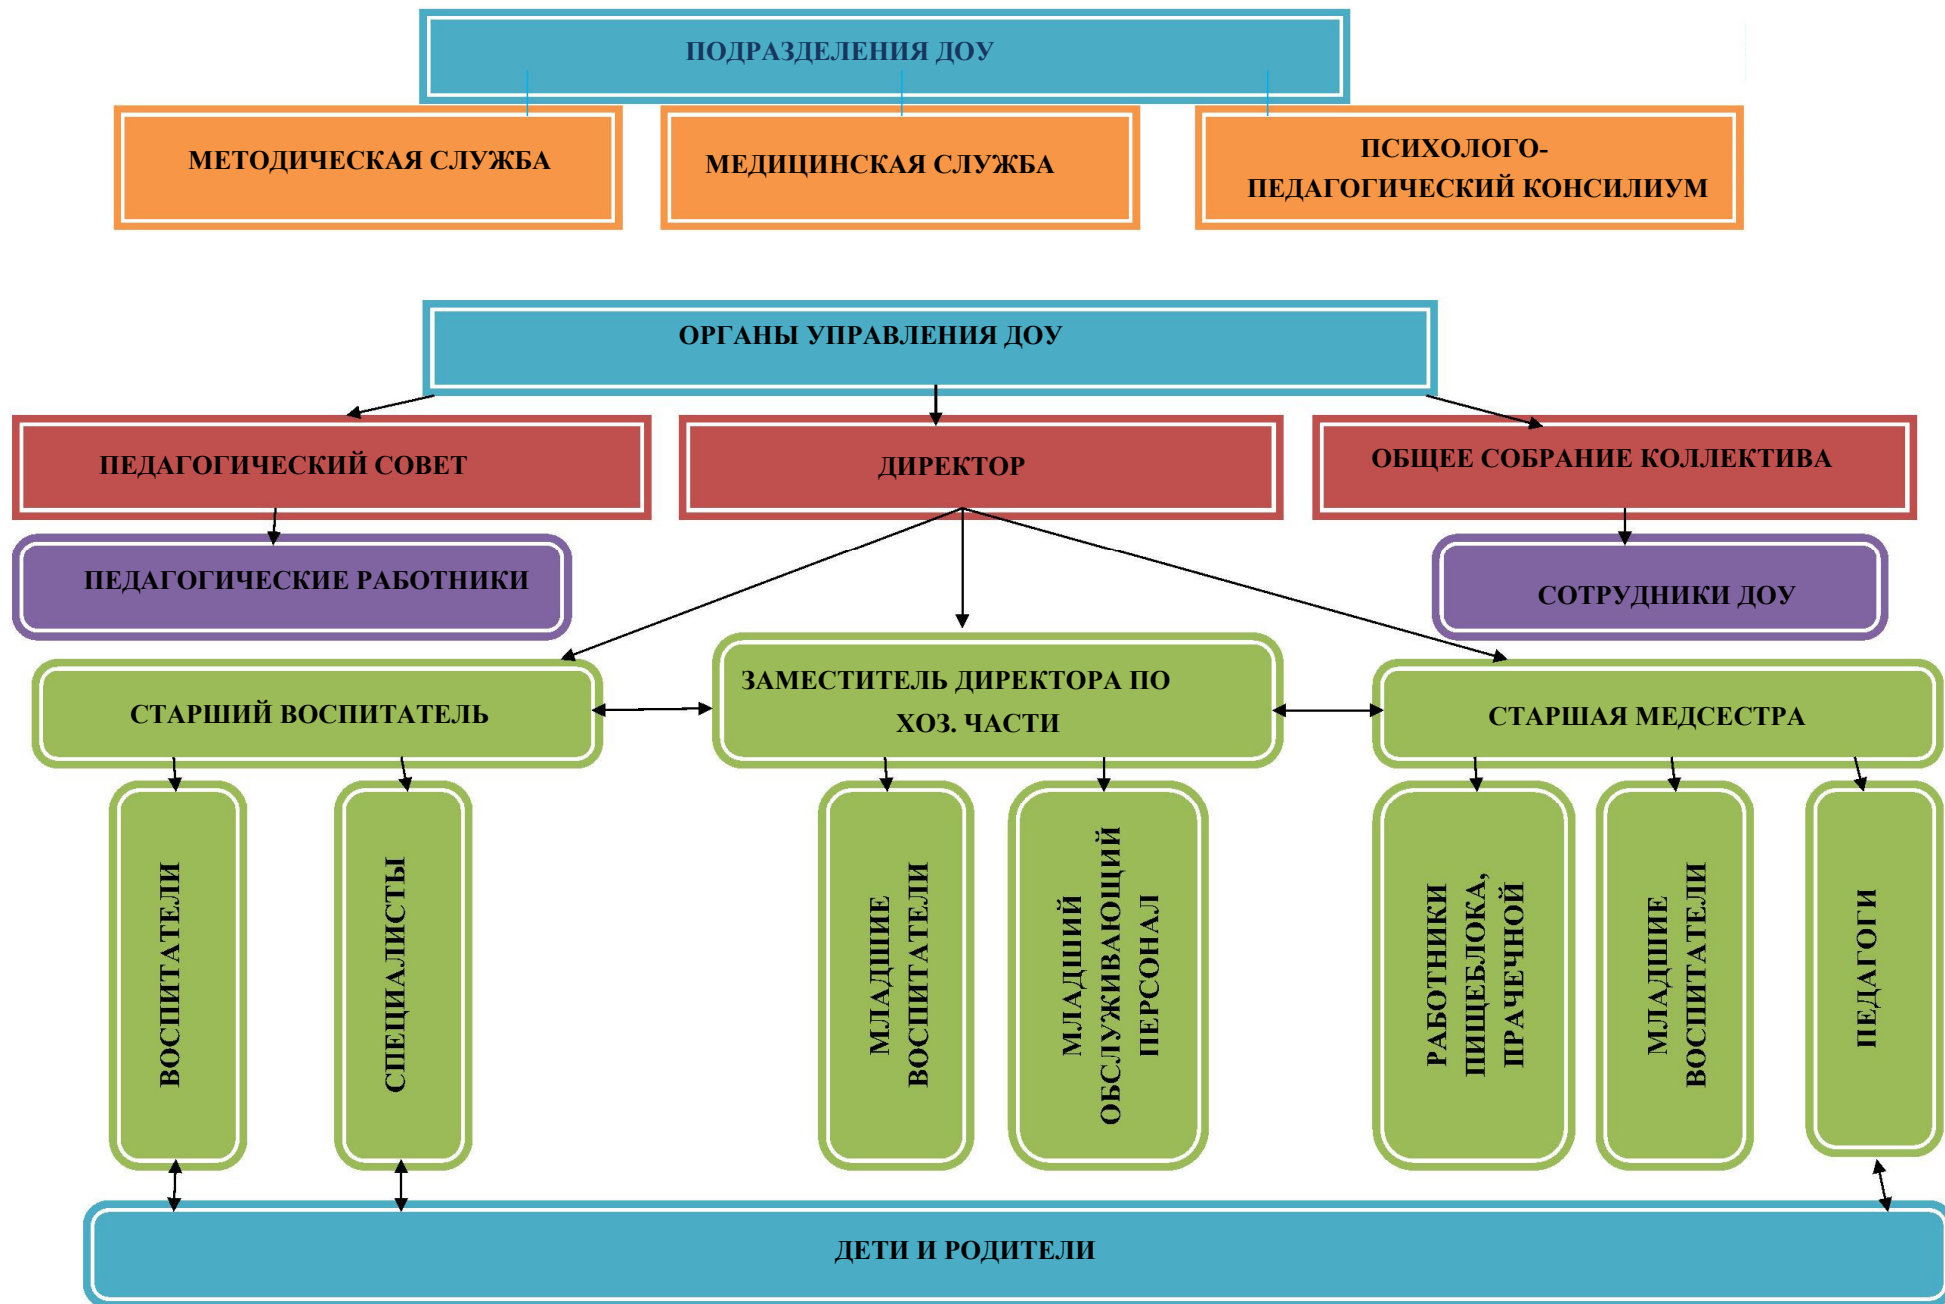 ПОДРАЗДЕЛЕНИЯ ДОУ
МЕТОДИЧЕСКАЯ СЛУЖБА
МЕДИЦИНСКАЯ СЛУЖБА
ПСИХОЛОГО-
ПЕДАГОГИЧЕСКИЙ КОНСИЛИУМ
ОРГАНЫ УПРАВЛЕНИЯ ДОУ
ПЕДАГОГИЧЕСКИЙ СОВЕТ
ДИРЕКТОР
ОБЩЕЕ СОБРАНИЕ КОЛЛЕКТИВА
ПЕДАГОГИЧЕСКИЕ РАБОТНИКИ
СОТРУДНИКИ ДОУ
СТАРШИЙ ВОСПИТАТЕЛЬ
ЗАМЕСТИТЕЛЬ ДИРЕКТОРА ПО
ХОЗ. ЧАСТИ
СТАРШАЯ МЕДСЕСТРА
ВОСПИТАТЕЛИ
СПЕЦИАЛИСТЫ
МЛАДШИЕ
ВОСПИТАТЕЛИ
МЛАДШИЙ
ОБСЛУЖИВАЮЩИЙ
ПЕРСОНАЛ
РАБОТНИКИ
ПИЩЕБЛОКА,
ПРАЧЕЧНОЙ
МЛАДШИЕ
ВОСПИТАТЕЛИ
ПЕДАГОГИ
ДЕТИ И РОДИТЕЛИ